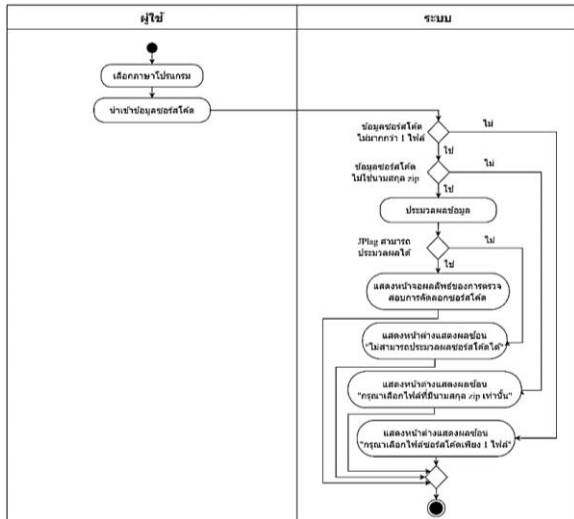 ผู้ใช้
ระบบ
เลือกภาษาโปรแกรม
นำเข้าข้อมูลซอร์สโค้ด
ข้อมูลซอร์สโค้ด
ไม่มากกว่า 1 ไฟล์
ไม่
ใช่
ข้อมูลซอร์สโค้ด
ไม่ใช่นามสกุล zip
ไม่
ใช่
ประมวลผลข้อมูล
JPlag สามารถ
ประมวลผลได้
ไม่
ใช่
แสดงหน้าจอผลลัพธ์ของการตรวจ
สอบการคัดลอกซอร์สโค้ด
แสดงหน้าต่างแสดงผลซ้อน
"ไม่สามารถประมวลผลซอร์สโค้ดได้"
แสดงหน้าต่างแสดงผลซ้อน
"กรุณาเลือกไฟล์ที่มีนามสกุล zip เท่านั้น"
แสดงหน้าต่างแสดงผลซ้อน
"กรุณาเลือกไฟล์ซอร์สโค้ดเพียง 1 ไฟล์"